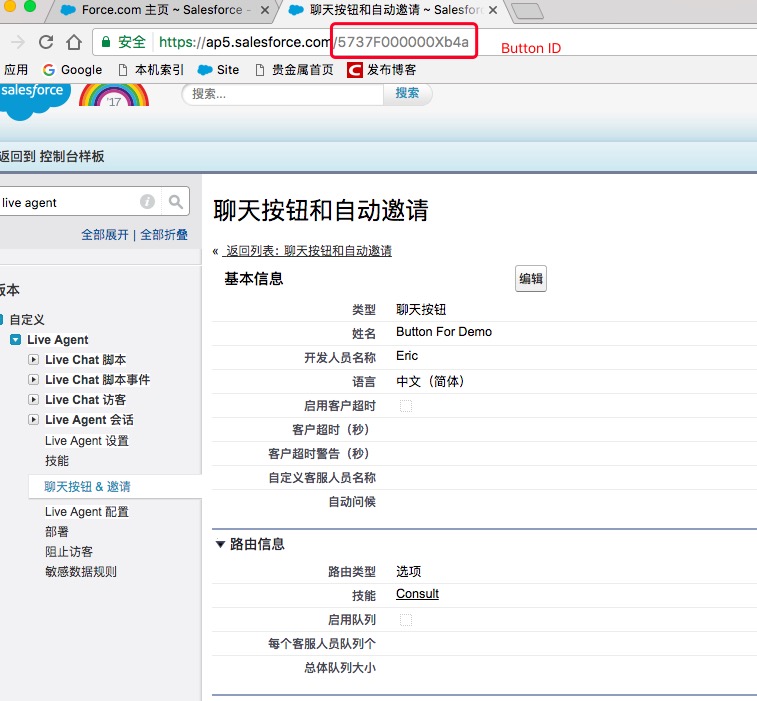 Force.com 主页 ~ Salesforce -
聊天按钮和自动邀请 ~ Salesfor
安全 https://ap5.salesforce.com/5737F000000Xb4a
Button ID
应用 Google 本机索引 Site 贵金属首页 发布博客
salesforce
'17
搜索...
搜索
返回到 控制台样板
live agent
全部展开 | 全部折叠
版本
自定义
Live Agent
Live Chat 脚本
Live Chat 脚本事件
Live Chat 访客
Live Agent 会话
Live Agent 设置
技能
聊天按钮 & 邀请
Live Agent 配置
部署
阻止访客
敏感数据规则
聊天按钮和自动邀请
« 返回列表：聊天按钮和自动邀请
基本信息 编辑
类型 聊天按钮
姓名 Button For Demo
开发人员名称 Eric
语言 中文（简体）
启用客户超时
客户超时（秒）
客户超时警告（秒）
自定义客服人员名称
自动问候
路由信息
路由类型 选项
技能 Consult
启用队列
每个客服人员队列个
总体队列大小